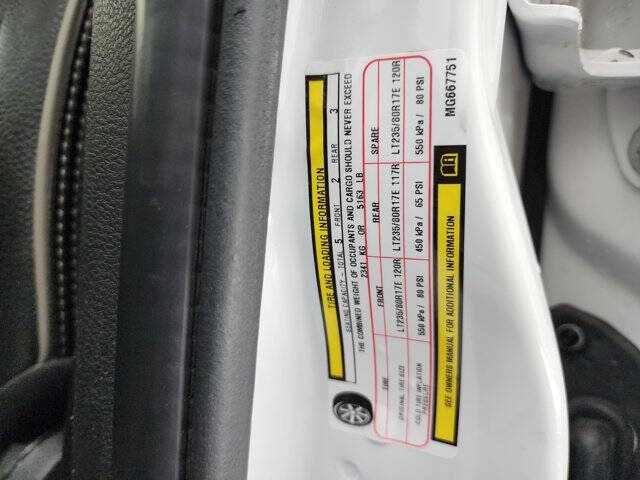 TIRE AND LOADING INFORMATION
SEATING CAPACITY - TOTAL 5 FRONT 2 REAR 3
THE COMBINED WEIGHT OF OCCUPANTS AND CARGO SHOULD NEVER EXCEED
2341 KG OR 5163 LB
TIRE FRONT REAR SPARE
ORIGINAL TIRE SIZE LT235/80R17E 120R LT235/80R17E 117R LT235/80R17E 120R
COLD TIRE INFLATION PRESSURE 550 kPa/ 80 PSI 450 kPa/ 65 PSI 550 kPa/ 80 PSI
SEE OWNERS MANUAL FOR ADDITIONAL INFORMATION
MG667751